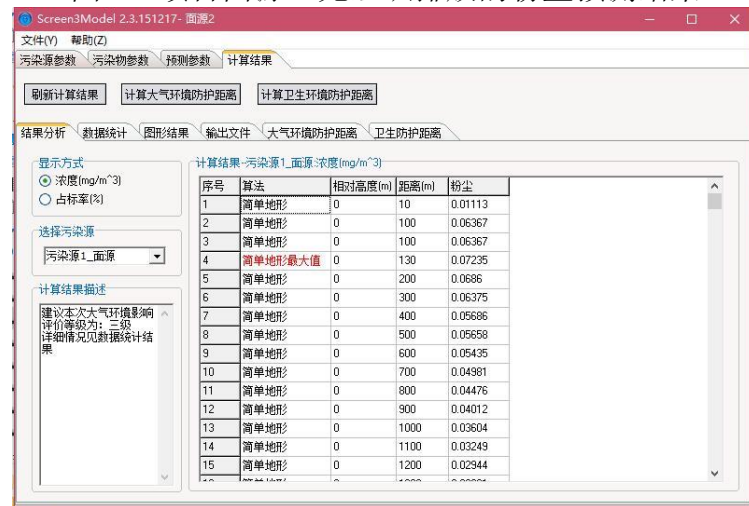 Screen3Model 2.3.151217- 面源2
文件(Y) 帮助(Z)
污染源参数 污染物参数 预测参数 计算结果
刷新计算结果 计算大气环境防护距离 计算卫生环境防护距离
结果分析 数据统计 图形结果 输出文件 大气环境防护距离 卫生防护距离
显示方式
浓度(mg/m^3)
占标率(%)
选择污染源
污染源1_面源
计算结果描述
建议本次大气环境影响
评价等级为：三级
详细情况见数据统计结
果
计算结果-污染源1_面源:浓度(mg/m^3)
序号 算法 相对高度(m) 距离(m) 粉尘
1 简单地形 0 10 0.01113
2 简单地形 0 100 0.06367
3 简单地形 0 100 0.06367
4 简单地形最大值 0 130 0.07235
5 简单地形 0 200 0.0686
6 简单地形 0 300 0.06375
7 简单地形 0 400 0.05686
8 简单地形 0 500 0.05658
9 简单地形 0 600 0.05435
10 简单地形 0 700 0.04981
11 简单地形 0 800 0.04476
12 简单地形 0 900 0.04012
13 简单地形 0 1000 0.03604
14 简单地形 0 1100 0.03249
15 简单地形 0 1200 0.02944